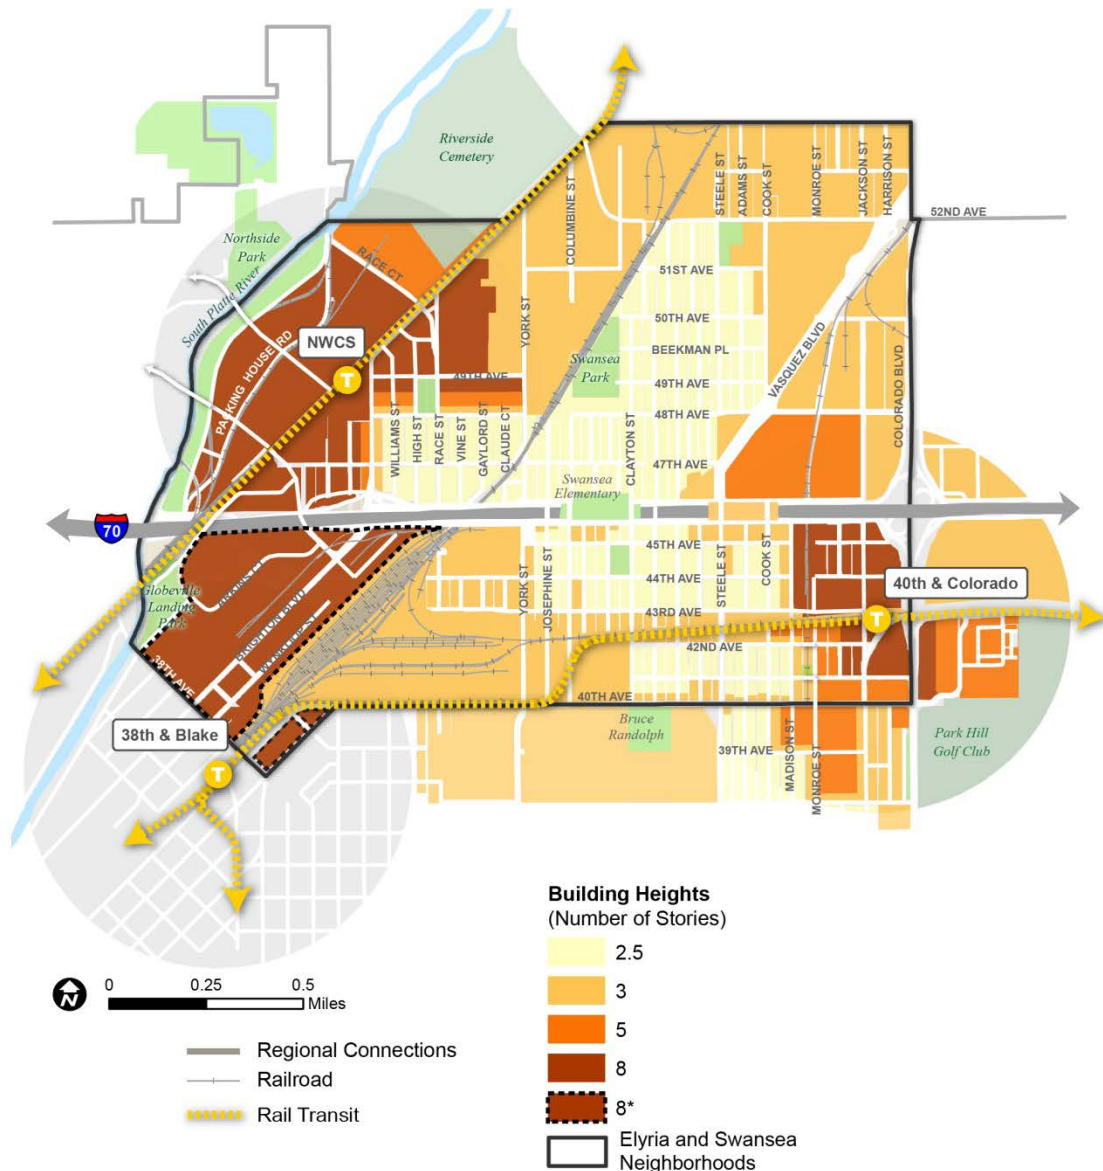 Riverside
Cemetery
Northside
Park
South Platte River
RACE CT
NWCS
PACKING HOUSE RD
COLUMBINE ST
STEELE ST
ADAMS ST
COOK ST
MONROE ST
JACKSON ST
HARRISON ST
52ND AVE
51ST AVE
50TH AVE
BEEKMAN PL
49TH AVE
48TH AVE
47TH AVE
YORK ST
Swansea
Park
VASQUEZ BLVD
COLORADO BLVD
49TH AVE
WILLIAMS ST
HIGH ST
RACE ST
VINE ST
GAYLORD ST
CLAUDE CT
CLAYTON ST
Swansea
Elementary
70
Globeville
Landing
Park
ARKINS CT
BRIGHTON BLVD
WYNKOOP ST
38TH AVE
YORK ST
JOSEPHINE ST
45TH AVE
44TH AVE
43RD AVE
42ND AVE
40TH AVE
STEELE ST
COOK ST
40th & Colorado
T
T
T
38th & Blake
Bruce
Randolph
39TH AVE
MADISON ST
MONROE ST
Park Hill
Golf Club
Building Heights
(Number of Stories)
2.5
3
5
8
8*
Elyria and Swansea
Neighborhoods
N
0 0.25 0.5
Miles
Regional Connections
Railroad
Rail Transit